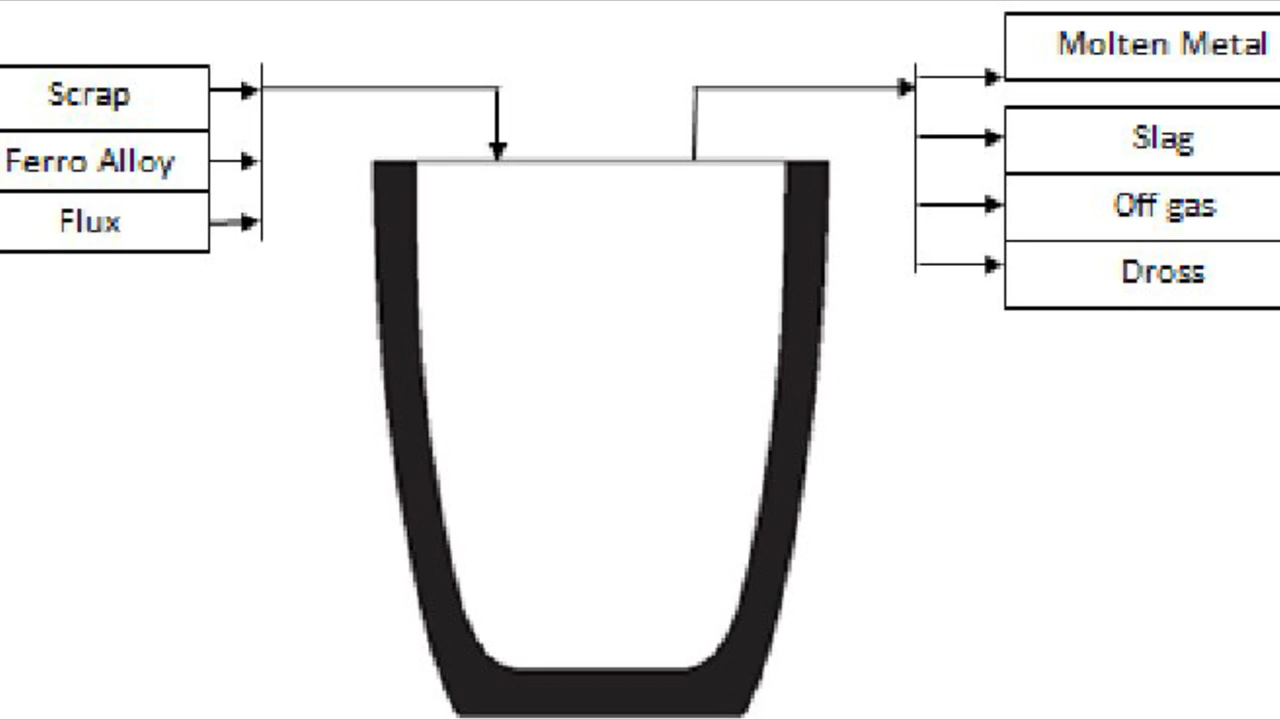 Scrap
Ferro Alloy
Flux
Molten Metal
Slag
Off gas
Dross